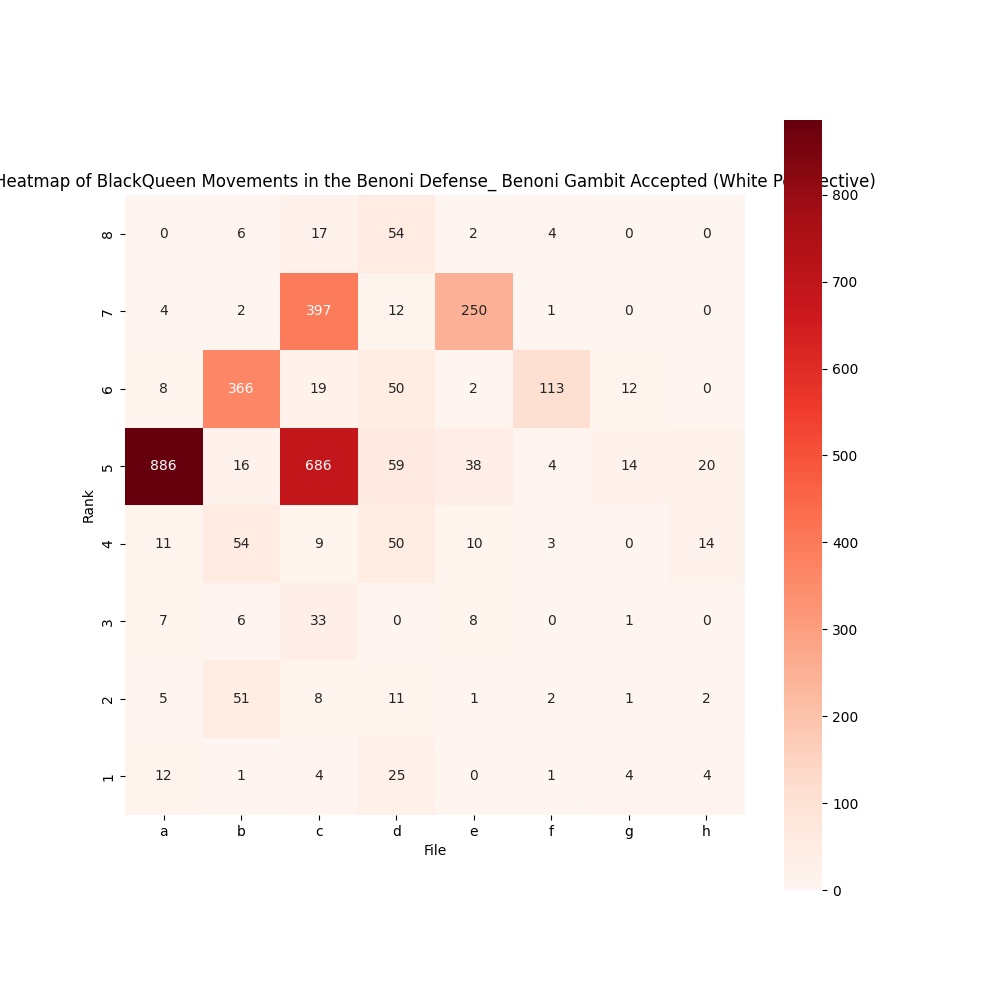 Heatmap of BlackQueen Movements in the Benoni Defense_ Benoni Gambit Accepted (White P ective)
800
700
600
500
400
300
200
100
0
8 0 6 17 54 2 4 0 0
7 4 2 397 12 250 1 0 0
6 8 366 19 50 2 113 12 0
5 886 16 686 59 38 4 14 20
4 11 54 9 50 10 3 0 14
3 7 6 33 0 8 0 1 0
2 5 51 8 11 1 2 1 2
1 12 1 4 25 0 1 4 4
Rank
a b c d e f g h
File